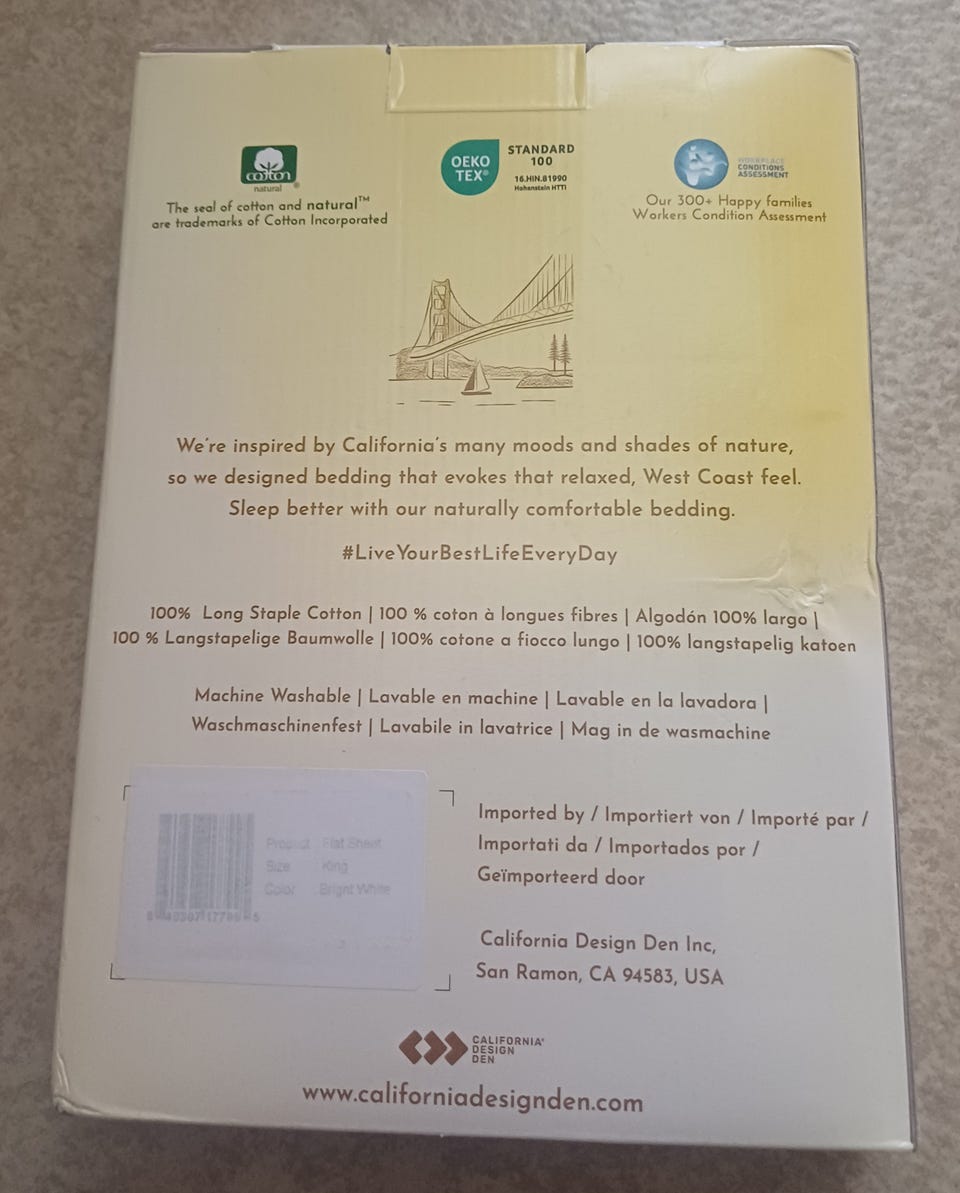 cotton
natural®
The seal of cotton and natural™
are trademarks of Cotton Incorporated
OEKO
TEX®
STANDARD
100
16.HIN.81990
Hohenstein HTTI
WORKPLACE
CONDITIONS
ASSESSMENT
Our 300+ Happy families
Workers Condition Assessment
We're inspired by California's many moods and shades of nature,
so we designed bedding that evokes that relaxed, West Coast feel.
Sleep better with our naturally comfortable bedding.
#LiveYourBestLifeEveryDay
100% Long Staple Cotton | 100 % coton à longues fibres | Algodón 100% largo |
100 % Langstapelige Baumwolle | 100% cotone a fiocco lungo | 100% langstapelig katoen
Machine Washable | Lavable en machine | Lavable en la lavadora |
Waschmaschinenfest | Lavabile in lavatrice | Mag in de wasmachine
Product : Flat Sheet
Size : King
Color : Bright White
Imported by / Importiert von / Importé par /
Importati da / Importados por /
Geïmporteerd door
California Design Den Inc,
San Ramon, CA 94583, USA
CALIFORNIA®
DESIGN
DEN
www.californiadesignden.com